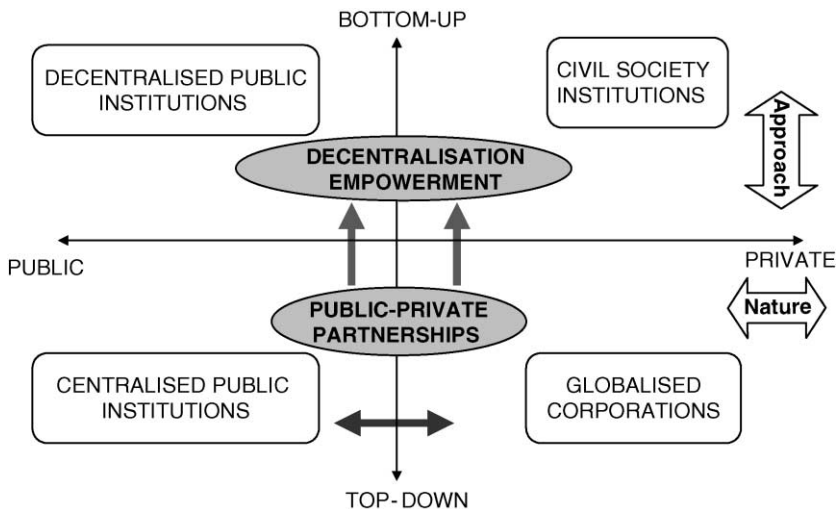 BOTTOM-UP
DECENTRALISED PUBLIC
INSTITUTIONS
CIVIL SOCIETY
INSTITUTIONS
Approach
DECENTRALISATION
EMPOWERMENT
PUBLIC
PRIVATE
Nature
PUBLIC-PRIVATE
PARTNERSHIPS
CENTRALISED PUBLIC
INSTITUTIONS
GLOBALISED
CORPORATIONS
TOP-DOWN